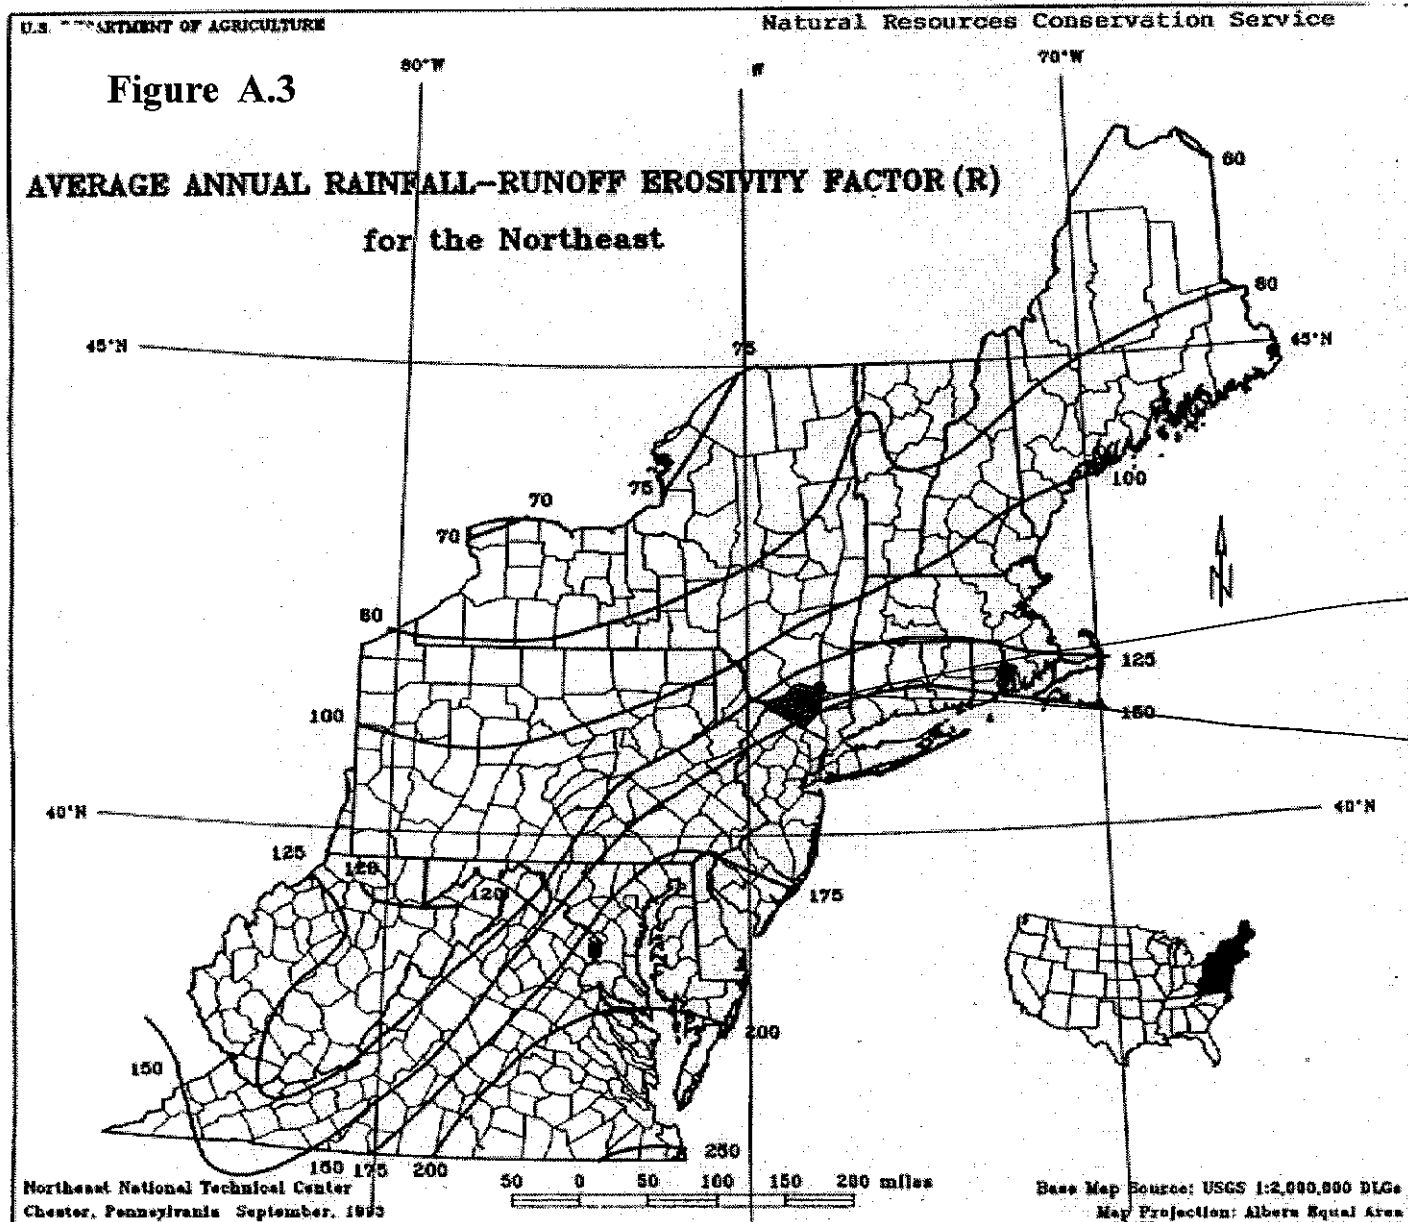 U.S. DEPARTMENT OF AGRICULTURE
Natural Resources Conservation Service
Figure A.3
80°W
W
70°W
AVERAGE ANNUAL RAINFALL-RUNOFF EROSIVITY FACTOR (R)
for the Northeast
60
80
45°N
75
45°N
75
100
70
70
N
80
125
100
150
40°N
40°N
125
120
120
175
200
150
250
150 175 200
50 0 50 100 150 200 miles
Northeast National Technical Center
Chester, Pennsylvania September,
Base Map Source: USGS 1:2,000,000 DLGs
Map Projection: Albers Equal Area